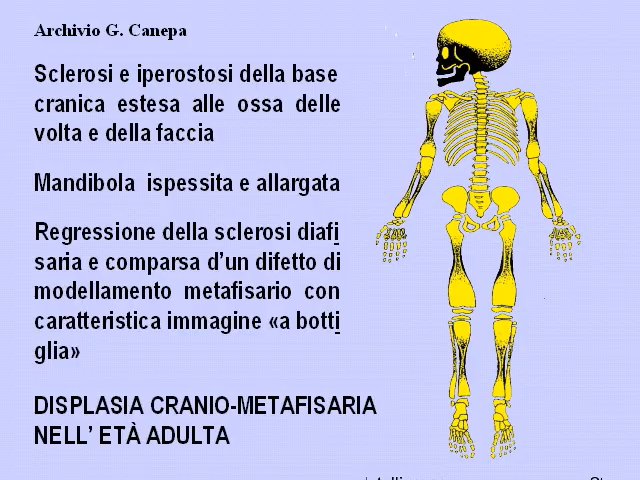 Archivio G. Canepa
Sclerosi e iperostosi della base
cranica estesa alle ossa delle
volta e della faccia
Mandibola ispessita e allargata
Regressione della sclerosi diafi
saria e comparsa d'un difetto di
modellamento metafisario con
caratteristica immagine «a botti
glia»
DISPLASIA CRANIO-METAFISARIA
NELL' ETÀ ADULTA